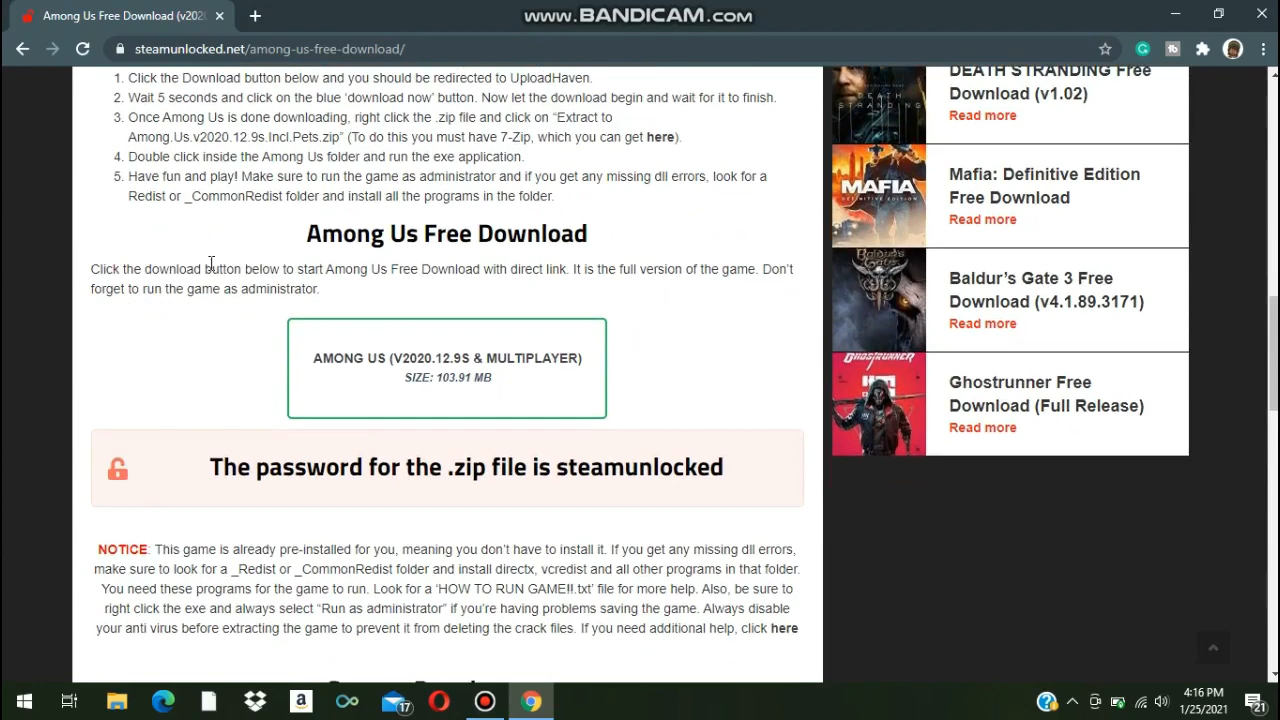 Among Us Free Download (v202
www.BANDICAM.com
steamunlocked.net/among-us-free-download/
1. Click the Download button below and you should be redirected to UploadHaven.
2. Wait 5 seconds and click on the blue ‘download now’ button. Now let the download begin and wait for it to finish.
3. Once Among Us is done downloading, right click the .zip file and click on “Extract to
Among.Us.v2020.12.9s.Incl.Pets.zip” (To do this you must have 7-Zip, which you can get here).
4. Double click inside the Among Us folder and run the exe application.
5. Have fun and play! Make sure to run the game as administrator and if you get any missing dll errors, look for a
Redist or _CommonRedist folder and install all the programs in the folder.
Among Us Free Download
Click the download button below to start Among Us Free Download with direct link. It is the full version of the game. Don’t
forget to run the game as administrator.
AMONG US (V2020.12.9S & MULTIPLAYER)
SIZE: 103.91 MB
The password for the .zip file is steamunlocked
NOTICE: This game is already pre-installed for you, meaning you don’t have to install it. If you get any missing dll errors,
make sure to look for a _Redist or _CommonRedist folder and install directx, vcredist and all other programs in that folder.
You need these programs for the game to run. Look for a ‘HOW TO RUN GAME!!.txt’ file for more help. Also, be sure to
right click the exe and always select “Run as administrator” if you’re having problems saving the game. Always disable
your anti virus before extracting the game to prevent it from deleting the crack files. If you need additional help, click here
DEATH STRANDING Free
Download (v1.02)
Read more
DEATH
STRANDING
Mafia: Definitive Edition
Free Download
Read more
MAFIA
Baldur’s Gate 3 Free
Download (v4.1.89.3171)
Read more
Ghostrunner Free
Download (Full Release)
Read more
GHOSTRUNNER
17
4:16 PM
1/25/2021
21